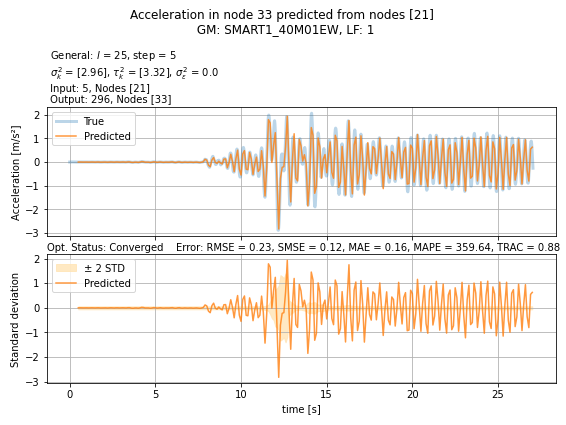 Acceleration in node 33 predicted from nodes [21]
GM: SMART1_40M01EW, LF: 1
General: l = 25, step = 5
σ²ₖ = [2.96], τ²ₖ = [3.32], σ²ε = 0.0
Input: 5, Nodes [21]
Output: 296, Nodes [33]
True
Predicted
Acceleration [m/s²]
2
1
0
−1
−2
−3
Opt. Status: Converged    Error: RMSE = 0.23, SMSE = 0.12, MAE = 0.16, MAPE = 359.64, TRAC = 0.88
± 2 STD
Predicted
Standard deviation
2
1
0
−1
−2
−3
0 5 10 15 20 25
time [s]